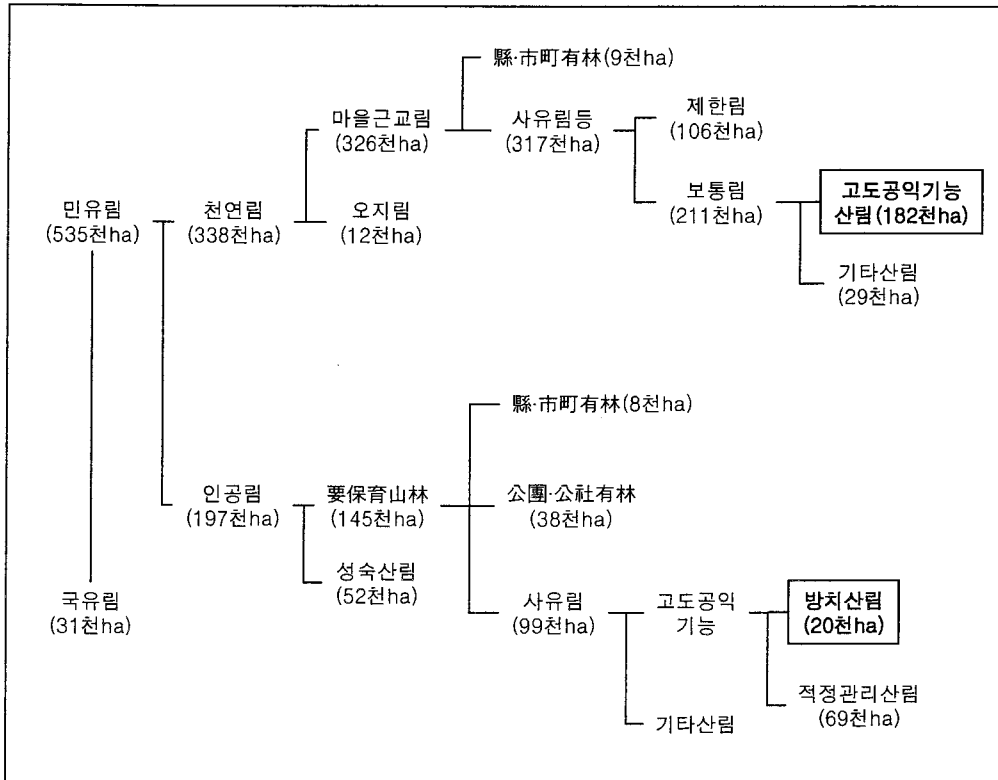 縣·市町有林(9천ha)
마을근교림
(326천ha)
사유림등
(317천ha)
제한림
(106천ha)
민유림
(535천ha)
천연림
(338천ha)
오지림
(12천ha)
보통림
(211천ha)
고도공익기능
산림(182천ha)
기타산림
(29천ha)
縣·市町有林(8천ha)
인공림
(197천ha)
要保育山林
(145천ha)
公團·公社有林
(38천ha)
성숙산림
(52천ha)
국유림
(31천ha)
사유림
(99천ha)
고도공익
기능
방치산림
(20천ha)
적정관리산림
(69천ha)
기타산림